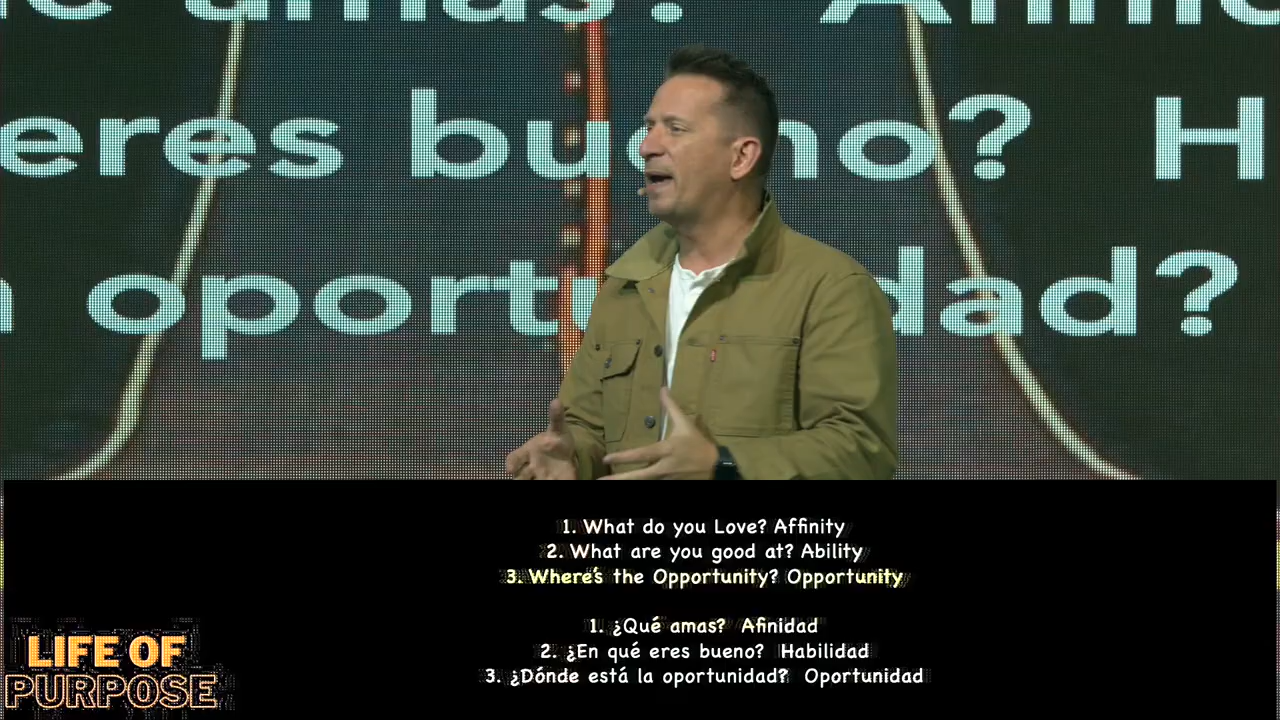 eres bueno? H
oportunidad?
1. What do you Love? Affinity
2. What are you good at? Ability
3. Where's the Opportunity? Opportunity
1. ¿Qué amas? Afinidad
2. ¿En qué eres bueno? Habilidad
3. ¿Dónde está la oportunidad? Oportunidad
LIFE OF
PURPOSE